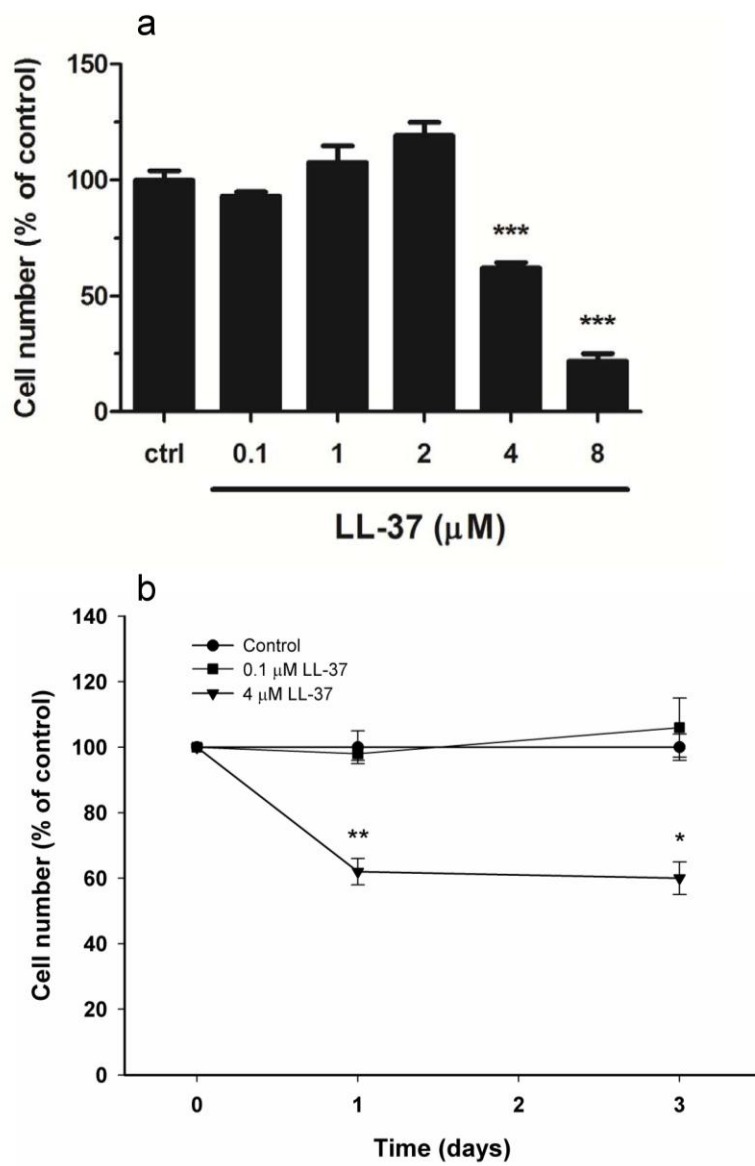 a
Cell number (% of control)
150
100
50
0
***
***
ctrl 0.1 1 2 4 8
LL-37 (μM)
b
Cell number (% of control)
140
120
100
80
60
40
20
0
Control
0.1 μM LL-37
4 μM LL-37
**
*
0 1 2 3
Time (days)